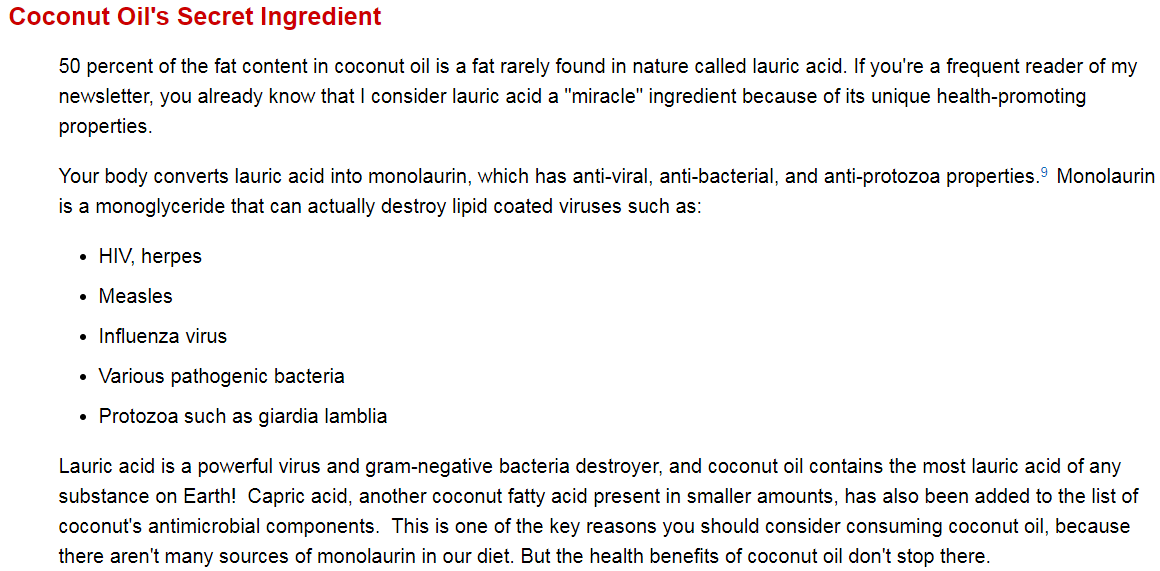 Coconut Oil's Secret Ingredient
50 percent of the fat content in coconut oil is a fat rarely found in nature called lauric acid. If you're a frequent reader of my
newsletter, you already know that I consider lauric acid a "miracle" ingredient because of its unique health-promoting
properties.
Your body converts lauric acid into monolaurin, which has anti-viral, anti-bacterial, and anti-protozoa properties.9 Monolaurin
is a monoglyceride that can actually destroy lipid coated viruses such as:
• HIV, herpes
• Measles
• Influenza virus
• Various pathogenic bacteria
• Protozoa such as giardia lamblia
Lauric acid is a powerful virus and gram-negative bacteria destroyer, and coconut oil contains the most lauric acid of any
substance on Earth! Capric acid, another coconut fatty acid present in smaller amounts, has also been added to the list of
coconut's antimicrobial components. This is one of the key reasons you should consider consuming coconut oil, because
there aren't many sources of monolaurin in our diet. But the health benefits of coconut oil don't stop there.